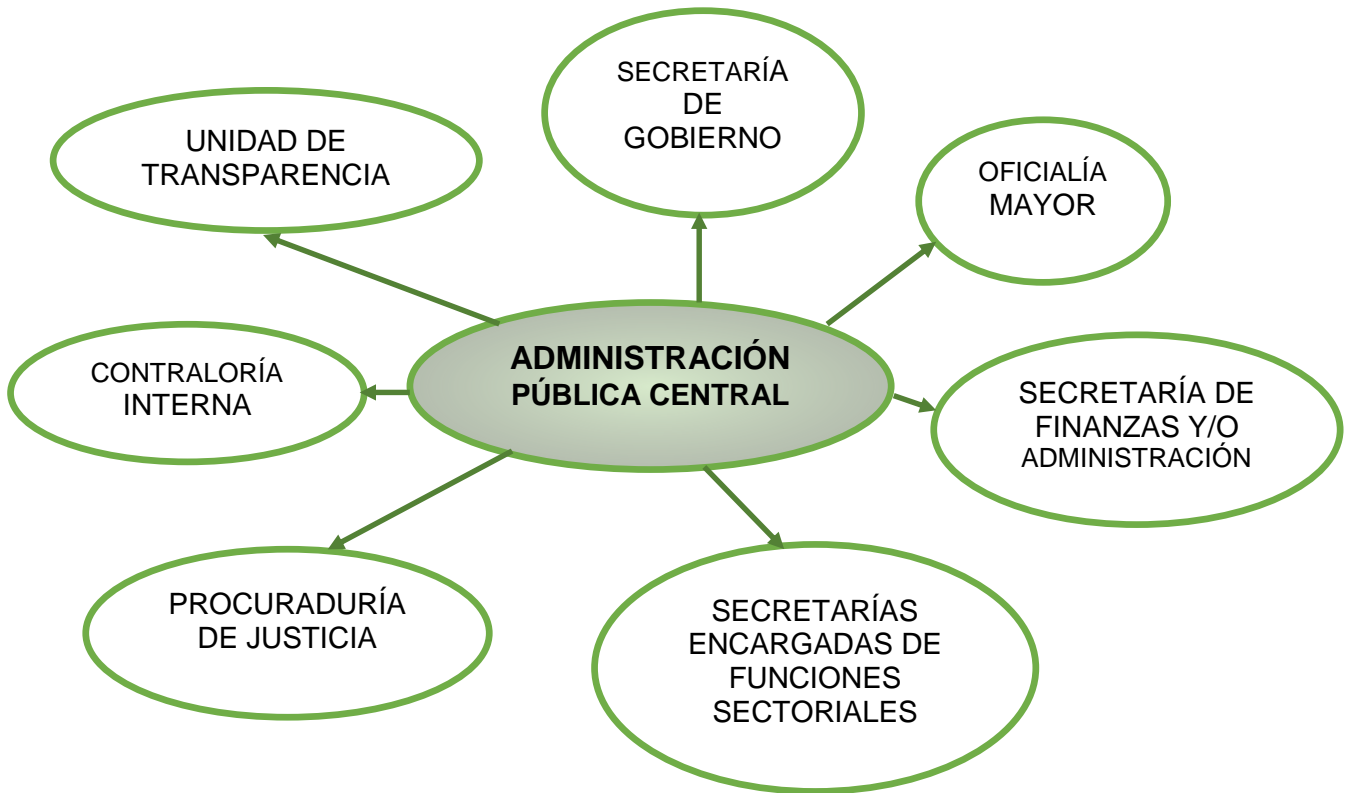 SECRETARÍA
DE
GOBIERNO
UNIDAD DE
TRANSPARENCIA
OFICIALÍA
MAYOR
ADMINISTRACIÓN
PÚBLICA CENTRAL
CONTRALORÍA
INTERNA
SECRETARÍA DE
FINANZAS Y/O
ADMINISTRACIÓN
PROCURADURÍA
DE JUSTICIA
SECRETARÍAS
ENCARGADAS DE
FUNCIONES
SECTORIALES